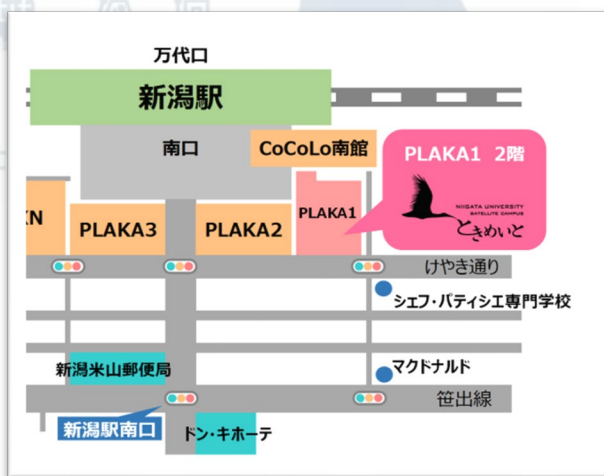 万代口
新潟駅
南口
CoCoLo南館
PLAKA1 2階
NIIGATA UNIVERSITY
SATELLITE CAMPUS
ときめいと
PLAKA1
KN
PLAKA3
PLAKA2
けやき通り
シェフ・パティシエ専門学校
新潟米山郵便局
マクドナルド
笹出線
新潟駅南口
ドン・キホーテ